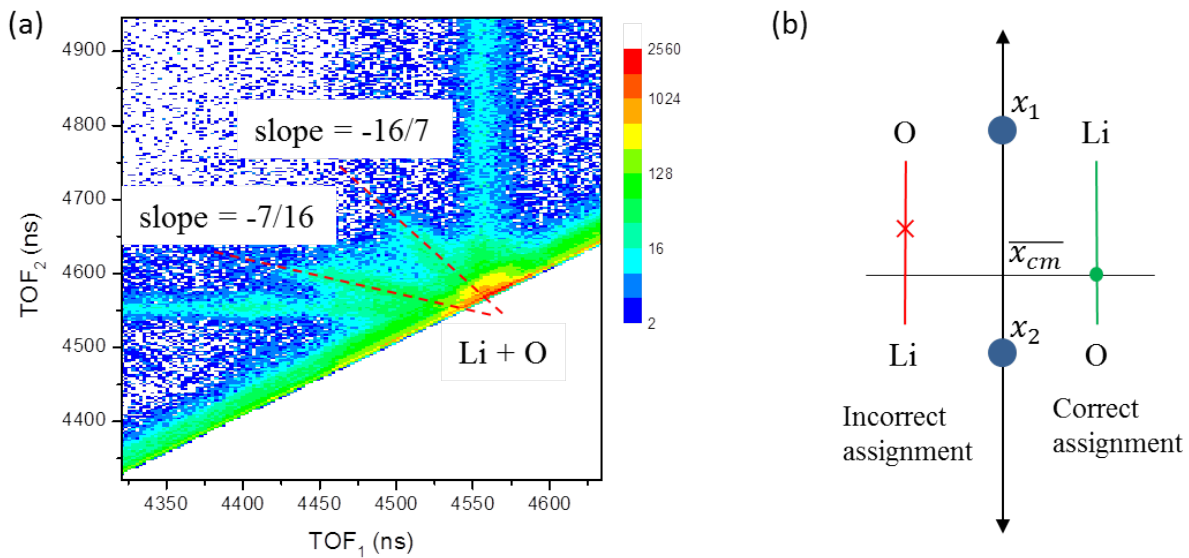 (a)
4900
4800
4700
4600
4500
4400
TOF₂ (ns)
4350
4400
4450
4500
4550
4600
TOF₁ (ns)
slope = -16/7
slope = -7/16
Li + O
2560
1024
128
16
2
(b)
O
Li
x₁
x̅c̅m̅
x₂
Li
O
Incorrect
assignment
Correct
assignment